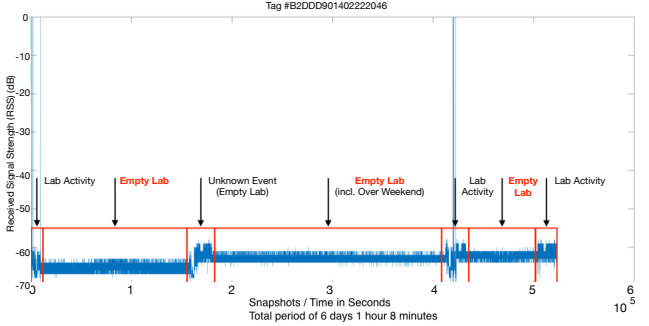 Tag #B2DDD901402222046
Received Signal Strength (RSS) (dB)
0
-10
-20
-30
-40
-50
-60
-70
Lab Activity
Empty Lab
Unknown Event
(Empty Lab)
Empty Lab
(incl. Over Weekend)
Lab
Activity
Empty
Lab
Lab Activity
0
1
2
3
4
5
6
10 5
Snapshots / Time in Seconds
Total period of 6 days 1 hour 8 minutes